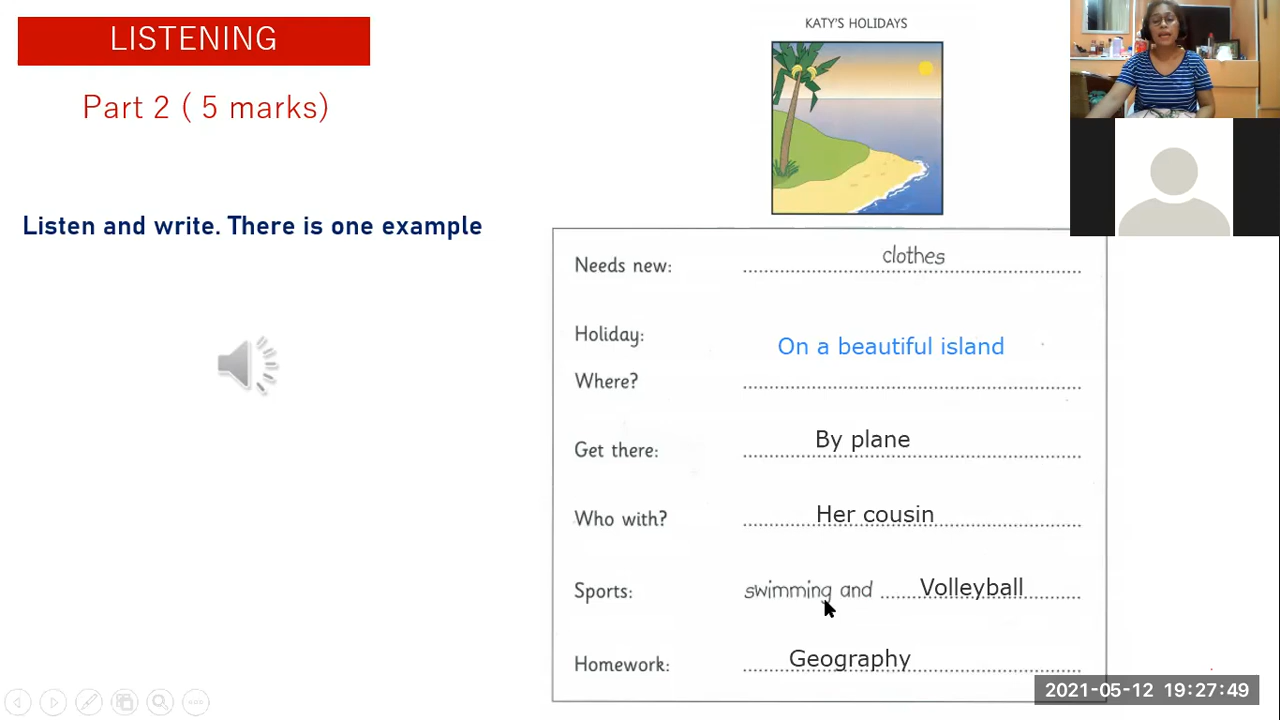 LISTENING
Part 2 ( 5 marks)
Listen and write. There is one example
KATY'S HOLIDAYS
Needs new: clothes
Holiday:
On a beautiful island
Where?
Get there: By plane
Who with? Her cousin
Sports: swimming and Volleyball
Homework: Geography
2021-05-12 19:27:49